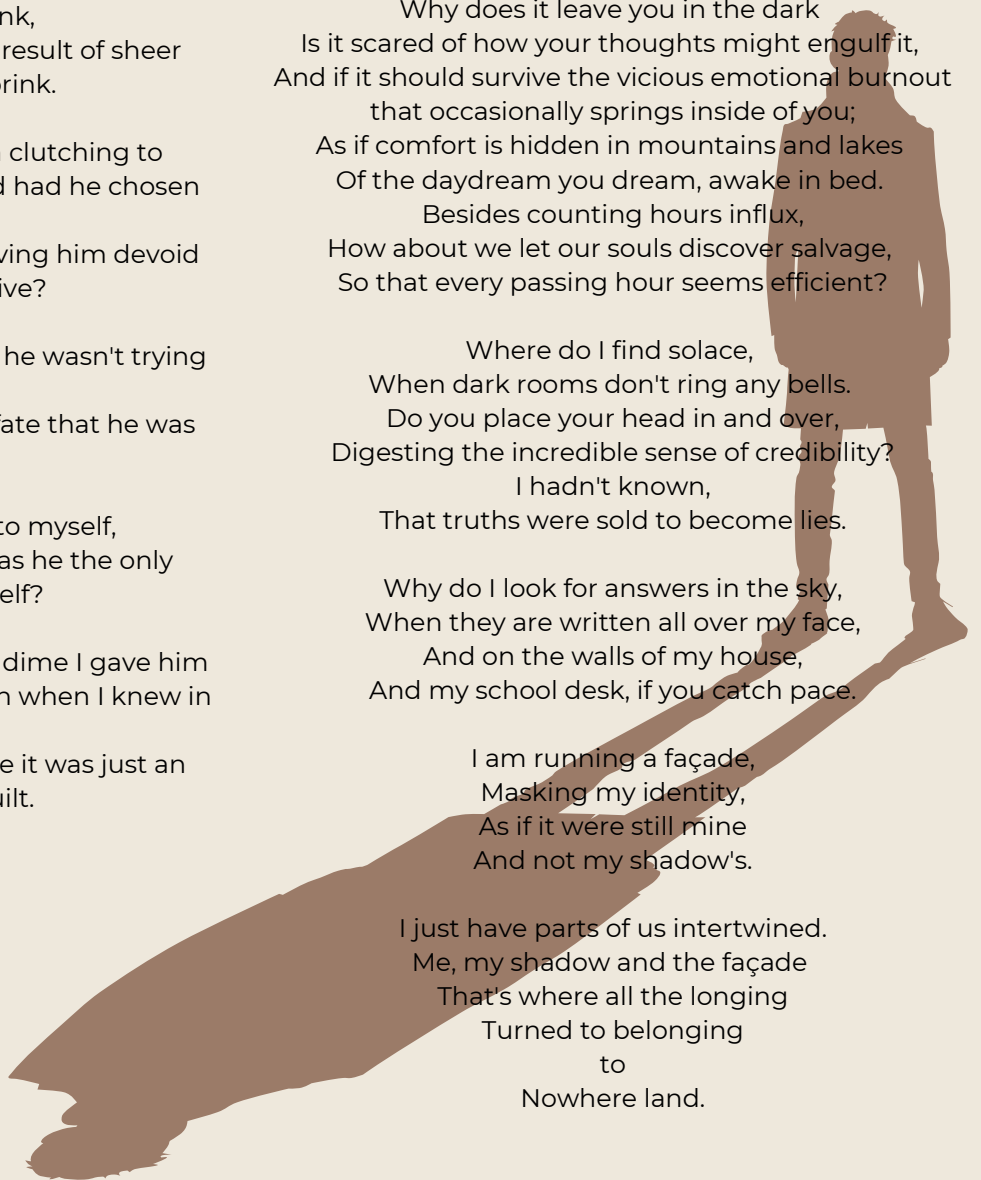 nk,
result of sheer
rink.
clutching to
had he chosen
ving him devoid
ive?
he wasn't trying
fate that he was
to myself,
as he the only
elf?
dime I gave him
when I knew in
it was just an
uilt.
Why does it leave you in the dark
Is it scared of how your thoughts might engulf it,
And if it should survive the vicious emotional burnout
that occasionally springs inside of you;
As if comfort is hidden in mountains and lakes
Of the daydream you dream, awake in bed.
Besides counting hours influx,
How about we let our souls discover salvage,
So that every passing hour seems efficient?
Where do I find solace,
When dark rooms don't ring any bells.
Do you place your head in and over,
Digesting the incredible sense of credibility?
I hadn't known,
That truths were sold to become lies.
Why do I look for answers in the sky,
When they are written all over my face,
And on the walls of my house,
And my school desk, if you catch pace.
I am running a façade,
Masking my identity,
As if it were still mine
And not my shadow's.
I just have parts of us intertwined.
Me, my shadow and the façade
That's where all the longing
Turned to belonging
to
Nowhere land.